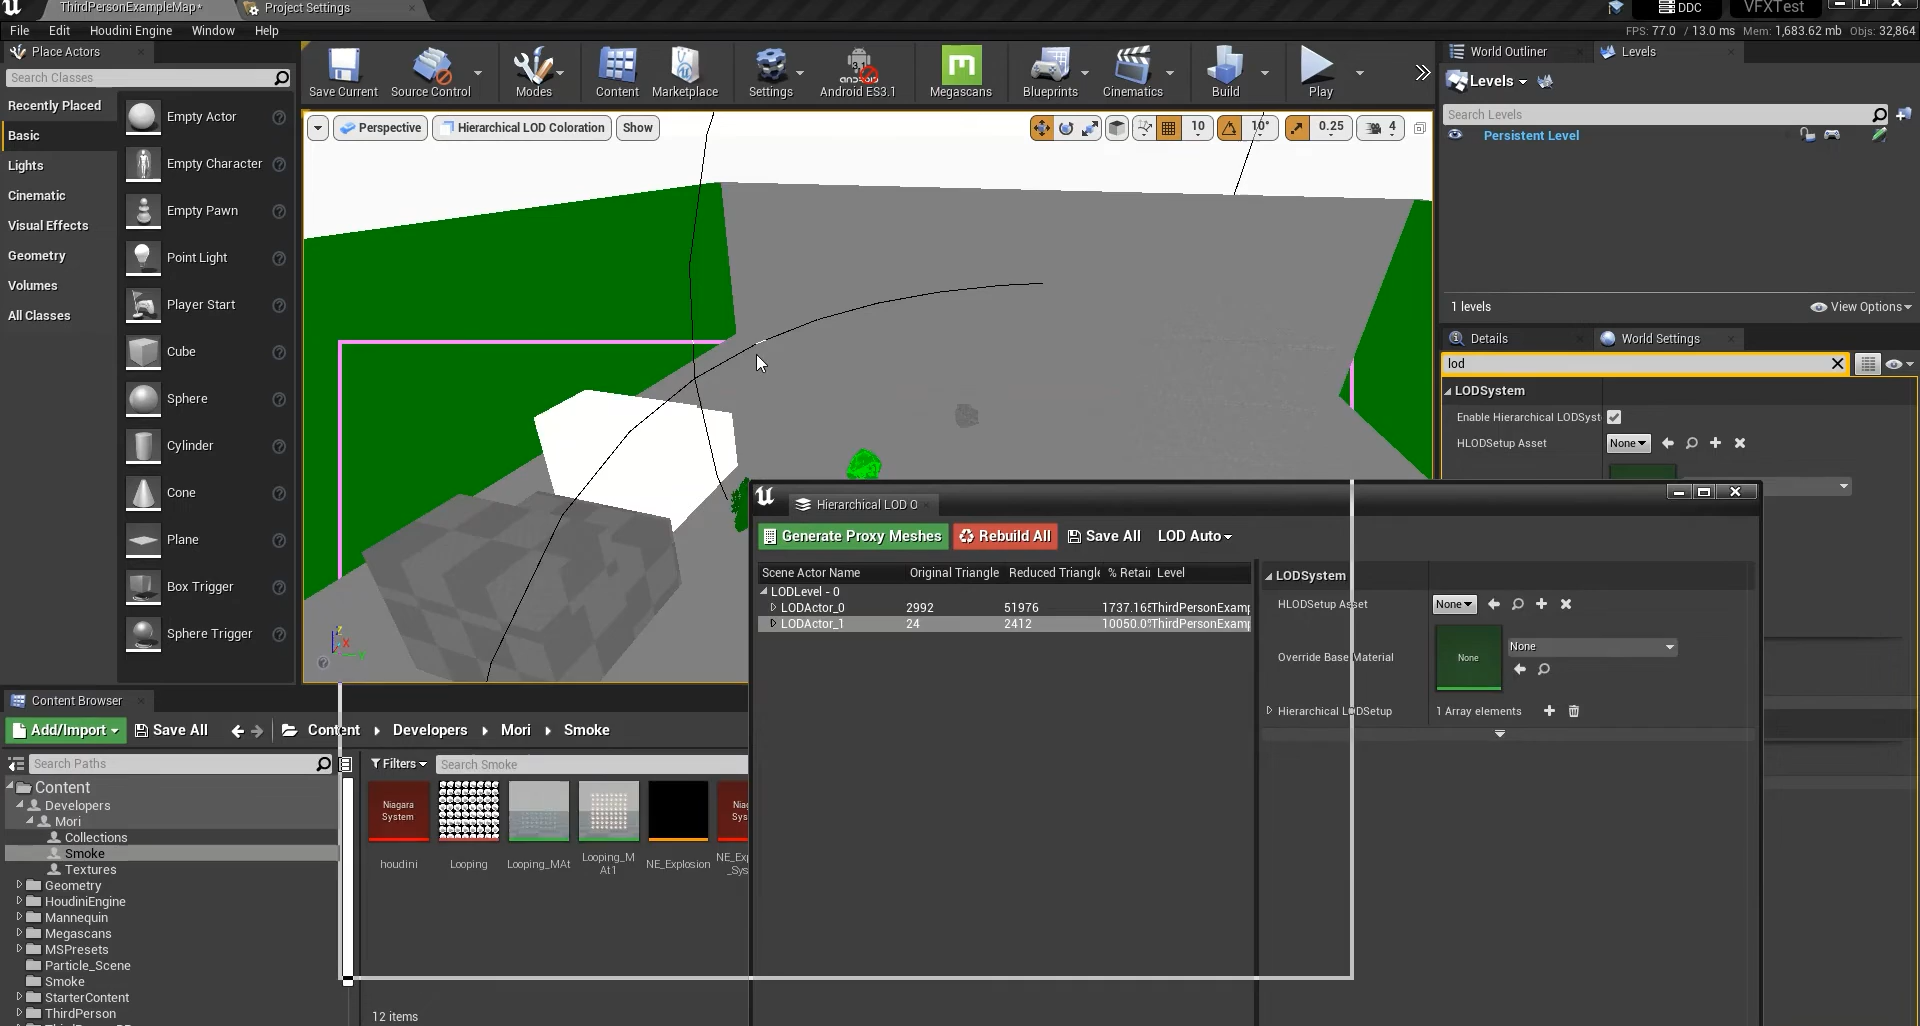 ThirdPersonExampleMap*
Project Settings
DDC
VFXTest
File Edit Houdini Engine Window Help
FPS: 77.0 / 13.0 ms Mem: 1,683.62 mb Objs: 32,864
Place Actors
Search Classes
Recently Placed
Basic
Lights
Cinematic
Visual Effects
Geometry
Volumes
All Classes
Empty Actor
Empty Character
Empty Pawn
Point Light
Player Start
Cube
Sphere
Cylinder
Cone
Plane
Box Trigger
Sphere Trigger
Save Current
Source Control
Modes
Content
Marketplace
Settings
Android ES3.1
Megascans
Blueprints
Cinematics
Build
Play
Perspective
Hierarchical LOD Coloration
Show
10
10°
0.25
4
World Outliner
Levels
Levels
Search Levels
Persistent Level
1 levels
View Options
Details
World Settings
lod
LODSystem
Enable Hierarchical LODSyst
HLODSetup Asset
None
Hierarchical LOD O
Generate Proxy Meshes
Rebuild All
Save All
LOD Auto
Scene Actor Name Original Triangle Reduced Triangle % Retai Level
LODLevel - 0
LODActor_0 2992 51976 ThirdPersonExamp
LODActor_1 24 2412 ThirdPersonExamp
LODSystem
HLODSetup Asset
None
Override Base Material
None
None
Hierarchical LODSetup
1 Array elements
Content Browser
Add/Import
Save All
Content
Developers
Mori
Smoke
Search Paths
Filters
Search Smoke
Content
Developers
Mori
Collections
Smoke
Textures
Geometry
HoudiniEngine
Mannequin
Megascans
MSPresets
Particle_Scene
Smoke
StarterContent
ThirdPerson
Niagara System
houdini
Looping
Looping_MAt
Looping_M
At1
NE_Explosion
12 items